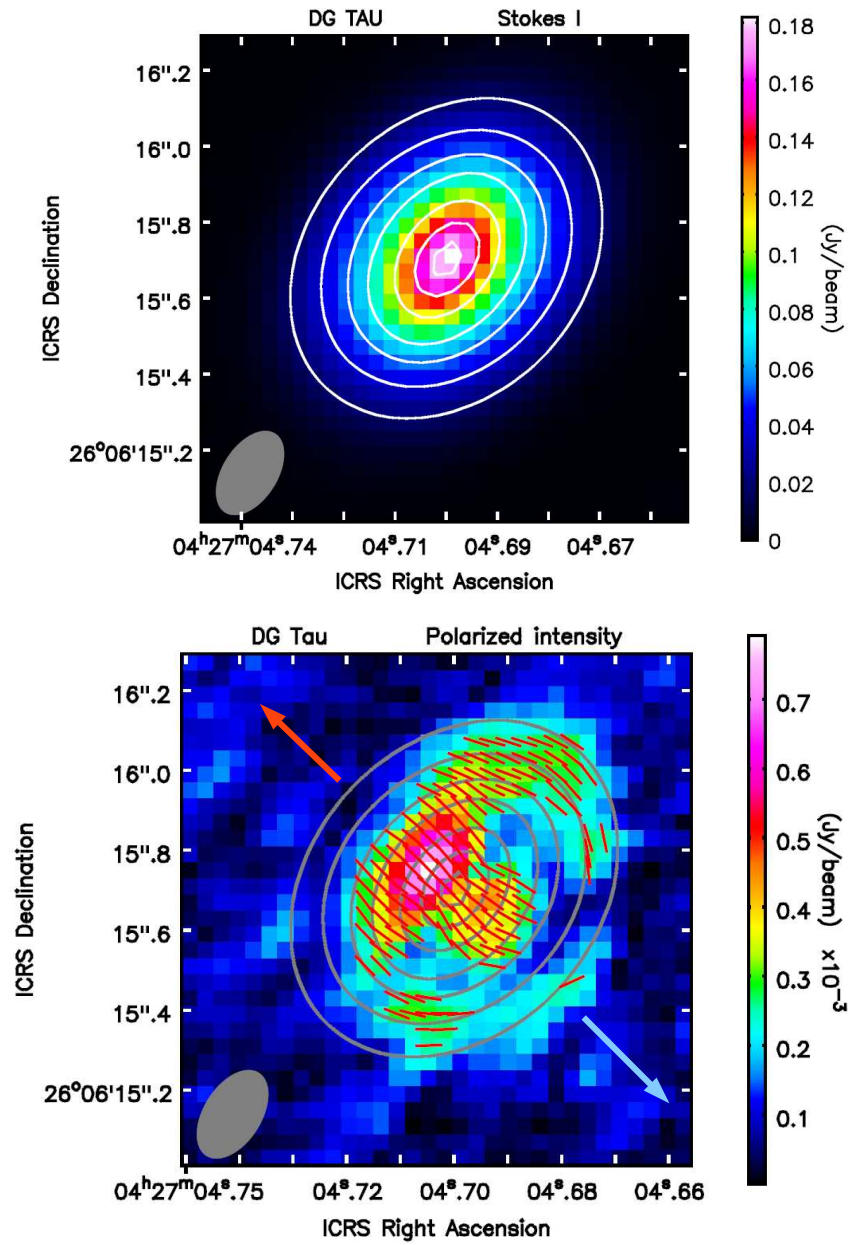 DG TAU Stokes I
16".2
16".0
15".8
15".6
15".4
26°06'15".2
ICRS Declination
04ʰ27ᵐ04ˢ.74 04ˢ.71 04ˢ.69 04ˢ.67
ICRS Right Ascension
0.18
0.16
0.14
0.12
0.1
0.08
0.06
0.04
0.02
0
(Jy/beam)
DG Tau Polarized intensity
16".2
16".0
15".8
15".6
15".4
26°06'15".2
ICRS Declination
04ʰ27ᵐ04ˢ.75 04ˢ.72 04ˢ.70 04ˢ.68 04ˢ.66
ICRS Right Ascension
0.7
0.6
0.5
0.4
0.3
0.2
0.1
(Jy/beam) x10⁻³